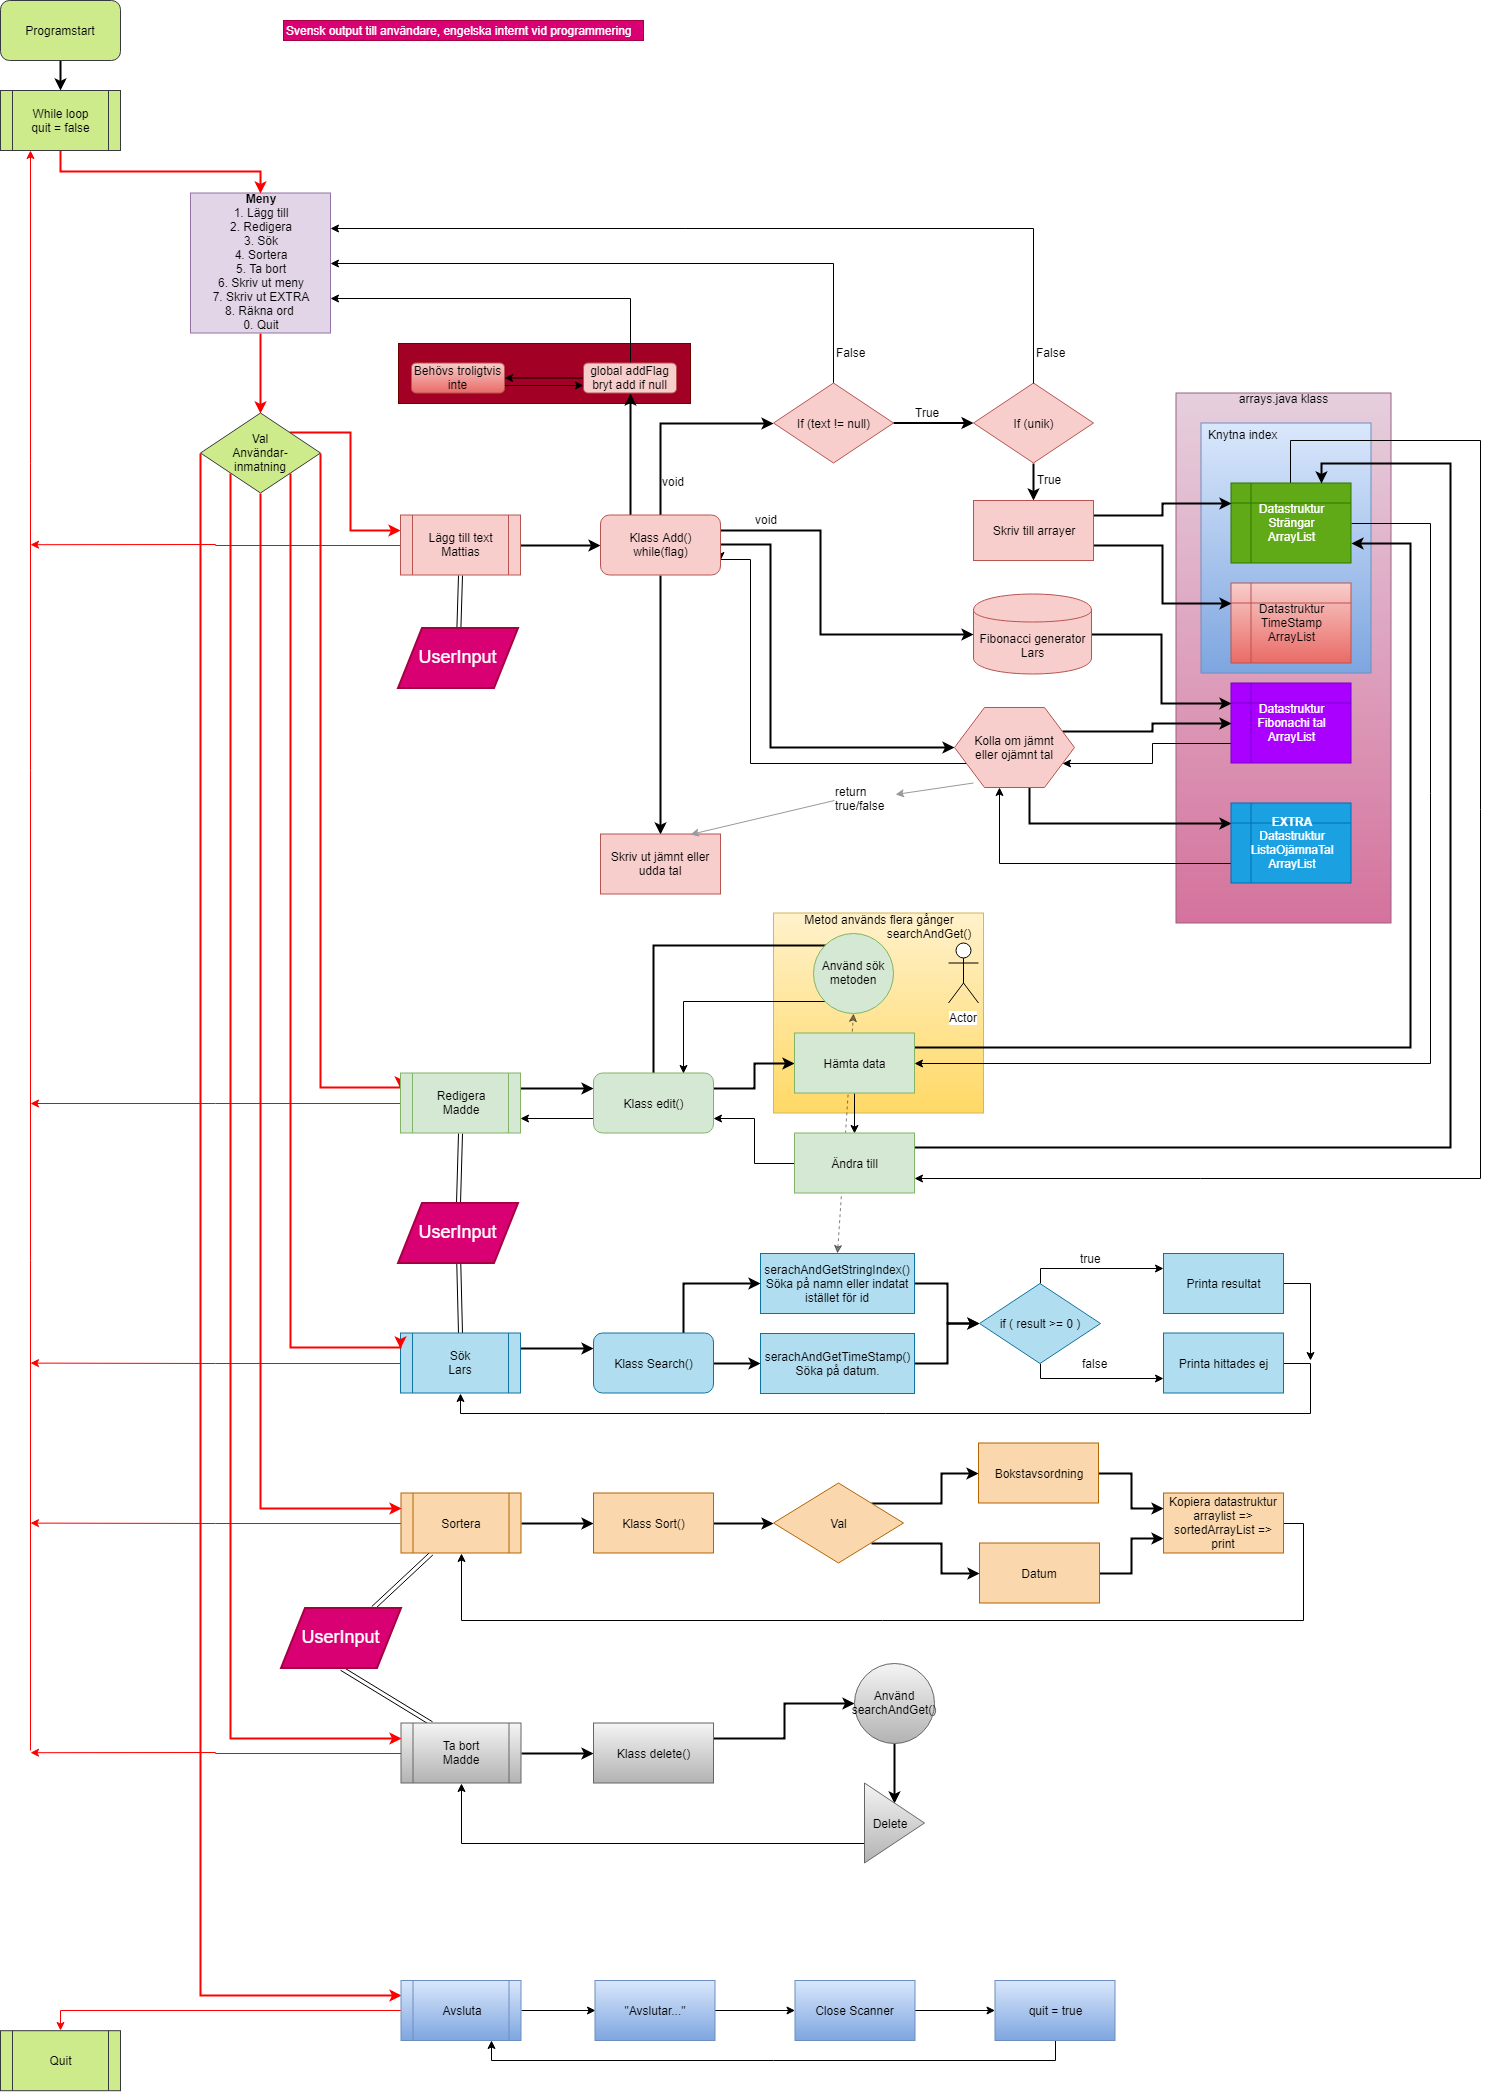 Programstart
Svensk output till användare, engelska internt vid programmering
While loop
quit = false
Meny
1. Lägg till
2. Redigera
3. Sök
4. Sortera
5. Ta bort
6. Skriv ut meny
7. Skriv ut EXTRA
8. Räkna ord
0. Quit
Behövs troligtvis
inte
global addFlag
bryt add if null
False
False
If (text != null)
True
If (unik)
True
arrays.java klass
Knytna index
Val
Användar-
inmatning
void
void
Lägg till text
Mattias
Klass Add()
while(flag)
Skriv till arrayer
Datastruktur
Strängar
ArrayList
Datastruktur
TimeStamp
ArrayList
UserInput
Fibonacci generator
Lars
Datastruktur
Fibonachi tal
ArrayList
Kolla om jämnt
eller ojämnt tal
return
true/false
EXTRA
Datastruktur
ListaOjämnaTal
ArrayList
Skriv ut jämnt eller
udda tal
Metod används flera gånger
searchAndGet()
Använd sök
metoden
Actor
Hämta data
Redigera
Madde
Klass edit()
Ändra till
UserInput
serachAndGetStringIndex()
Söka på namn eller indatat
istället för id
true
Printa resultat
if ( result >= 0 )
Sök
Lars
Klass Search()
serachAndGetTimeStamp()
Söka på datum.
false
Printa hittades ej
Bokstavsordning
Sortera
Klass Sort()
Val
Kopiera datastruktur
arraylist =>
sortedArrayList =>
print
Datum
UserInput
Använd
searchAndGet()
Ta bort
Madde
Klass delete()
Delete
Avsluta
"Avslutar..."
Close Scanner
quit = true
Quit